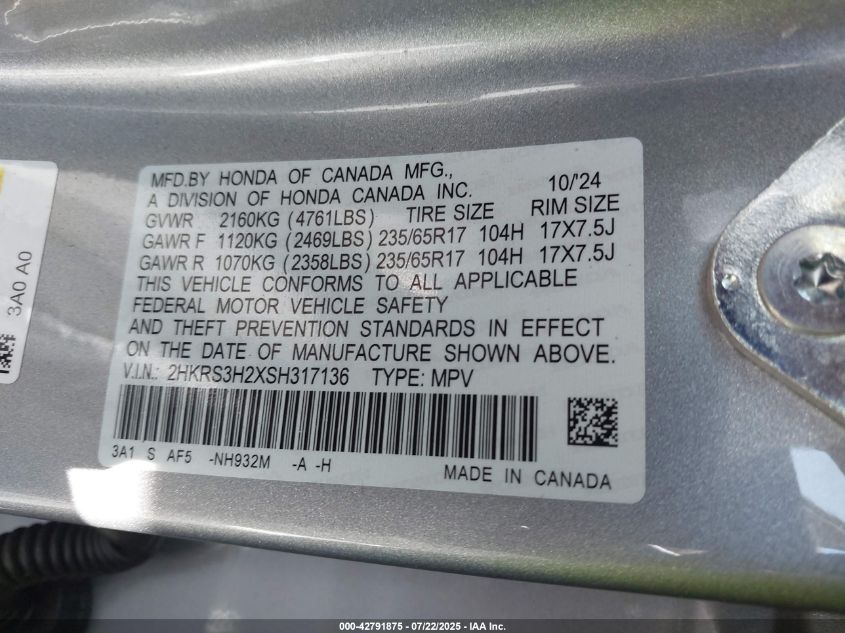 MFD.BY HONDA OF CANADA MFG.,
A DIVISION OF HONDA CANADA INC. 10/'24
GVWR 2160KG (4761LBS) TIRE SIZE RIM SIZE
GAWR F 1120KG (2469LBS) 235/65R17 104H 17X7.5J
GAWR R 1070KG (2358LBS) 235/65R17 104H 17X7.5J
THIS VEHICLE CONFORMS TO ALL APPLICABLE
FEDERAL MOTOR VEHICLE SAFETY
AND THEFT PREVENTION STANDARDS IN EFFECT
ON THE DATE OF MANUFACTURE SHOWN ABOVE.
V.I.N.: 2HKRS3H2XSH317136 TYPE: MPV
3A1 S AF5 -NH932M -A -H
MADE IN CANADA
3A0 A0
000-42791875 - 07/22/2025 - IAA Inc.